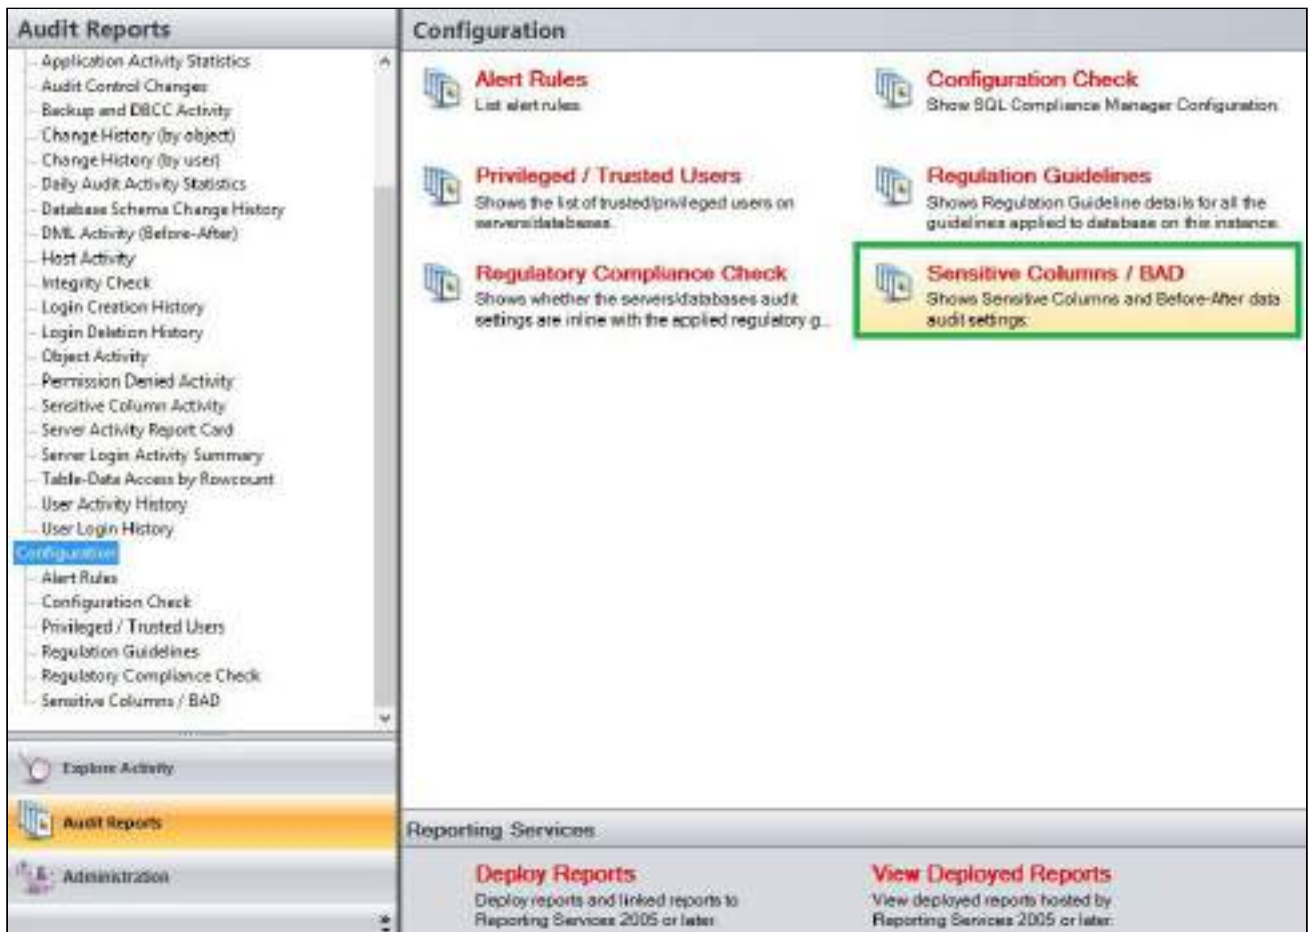 Audit Reports
Application Activity Statistics
Audit Control Changes
Backup and DBCC Activity
Change History (by object)
Change History (by user)
Daily Audit Activity Statistics
Database Schema Change History
DML Activity (Before-After)
Host Activity
Integrity Check
Login Creation History
Login Deletion History
Object Activity
Permission Denied Activity
Sensitive Column Activity
Server Activity Report Card
Server Login Activity Summary
Table-Data Access by Rowcount
User Activity History
User Login History
Configuration
Alert Rules
Configuration Check
Privileged / Trusted Users
Regulation Guidelines
Regulatory Compliance Check
Sensitive Columns / BAD
Explore Activity
Audit Reports
Administration
Configuration
Alert Rules
List alert rules
Configuration Check
Show SQL Compliance Manager Configuration
Privileged / Trusted Users
Shows the list of trusted/privileged users on
servers/databases.
Regulation Guidelines
Shows Regulation Guideline details for all the
guidelines applied to database on this instance.
Regulatory Compliance Check
Shows whether the servers/databases audit
settings are inline with the applied regulatory g...
Sensitive Columns / BAD
Shows Sensitive Columns and Before-After data
audit settings.
Reporting Services
Deploy Reports
Deploy reports and linked reports to
Reporting Services 2005 or later.
View Deployed Reports
View deployed reports hosted by
Reporting Services 2005 or later.